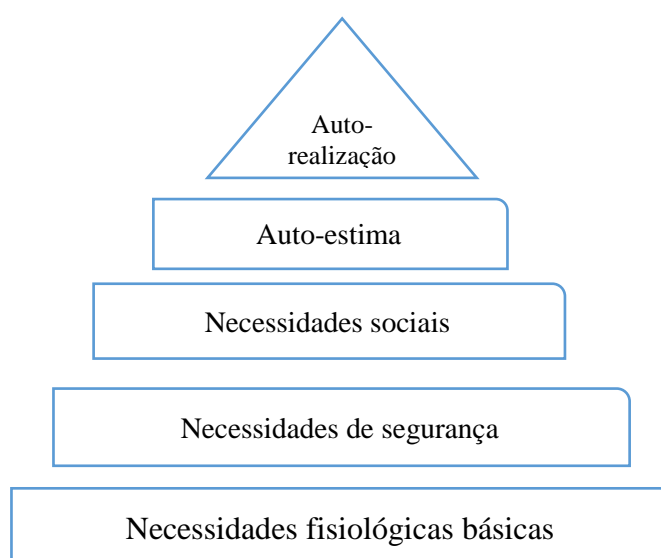 Auto-
realização
Auto-estima
Necessidades sociais
Necessidades de segurança
Necessidades fisiológicas básicas